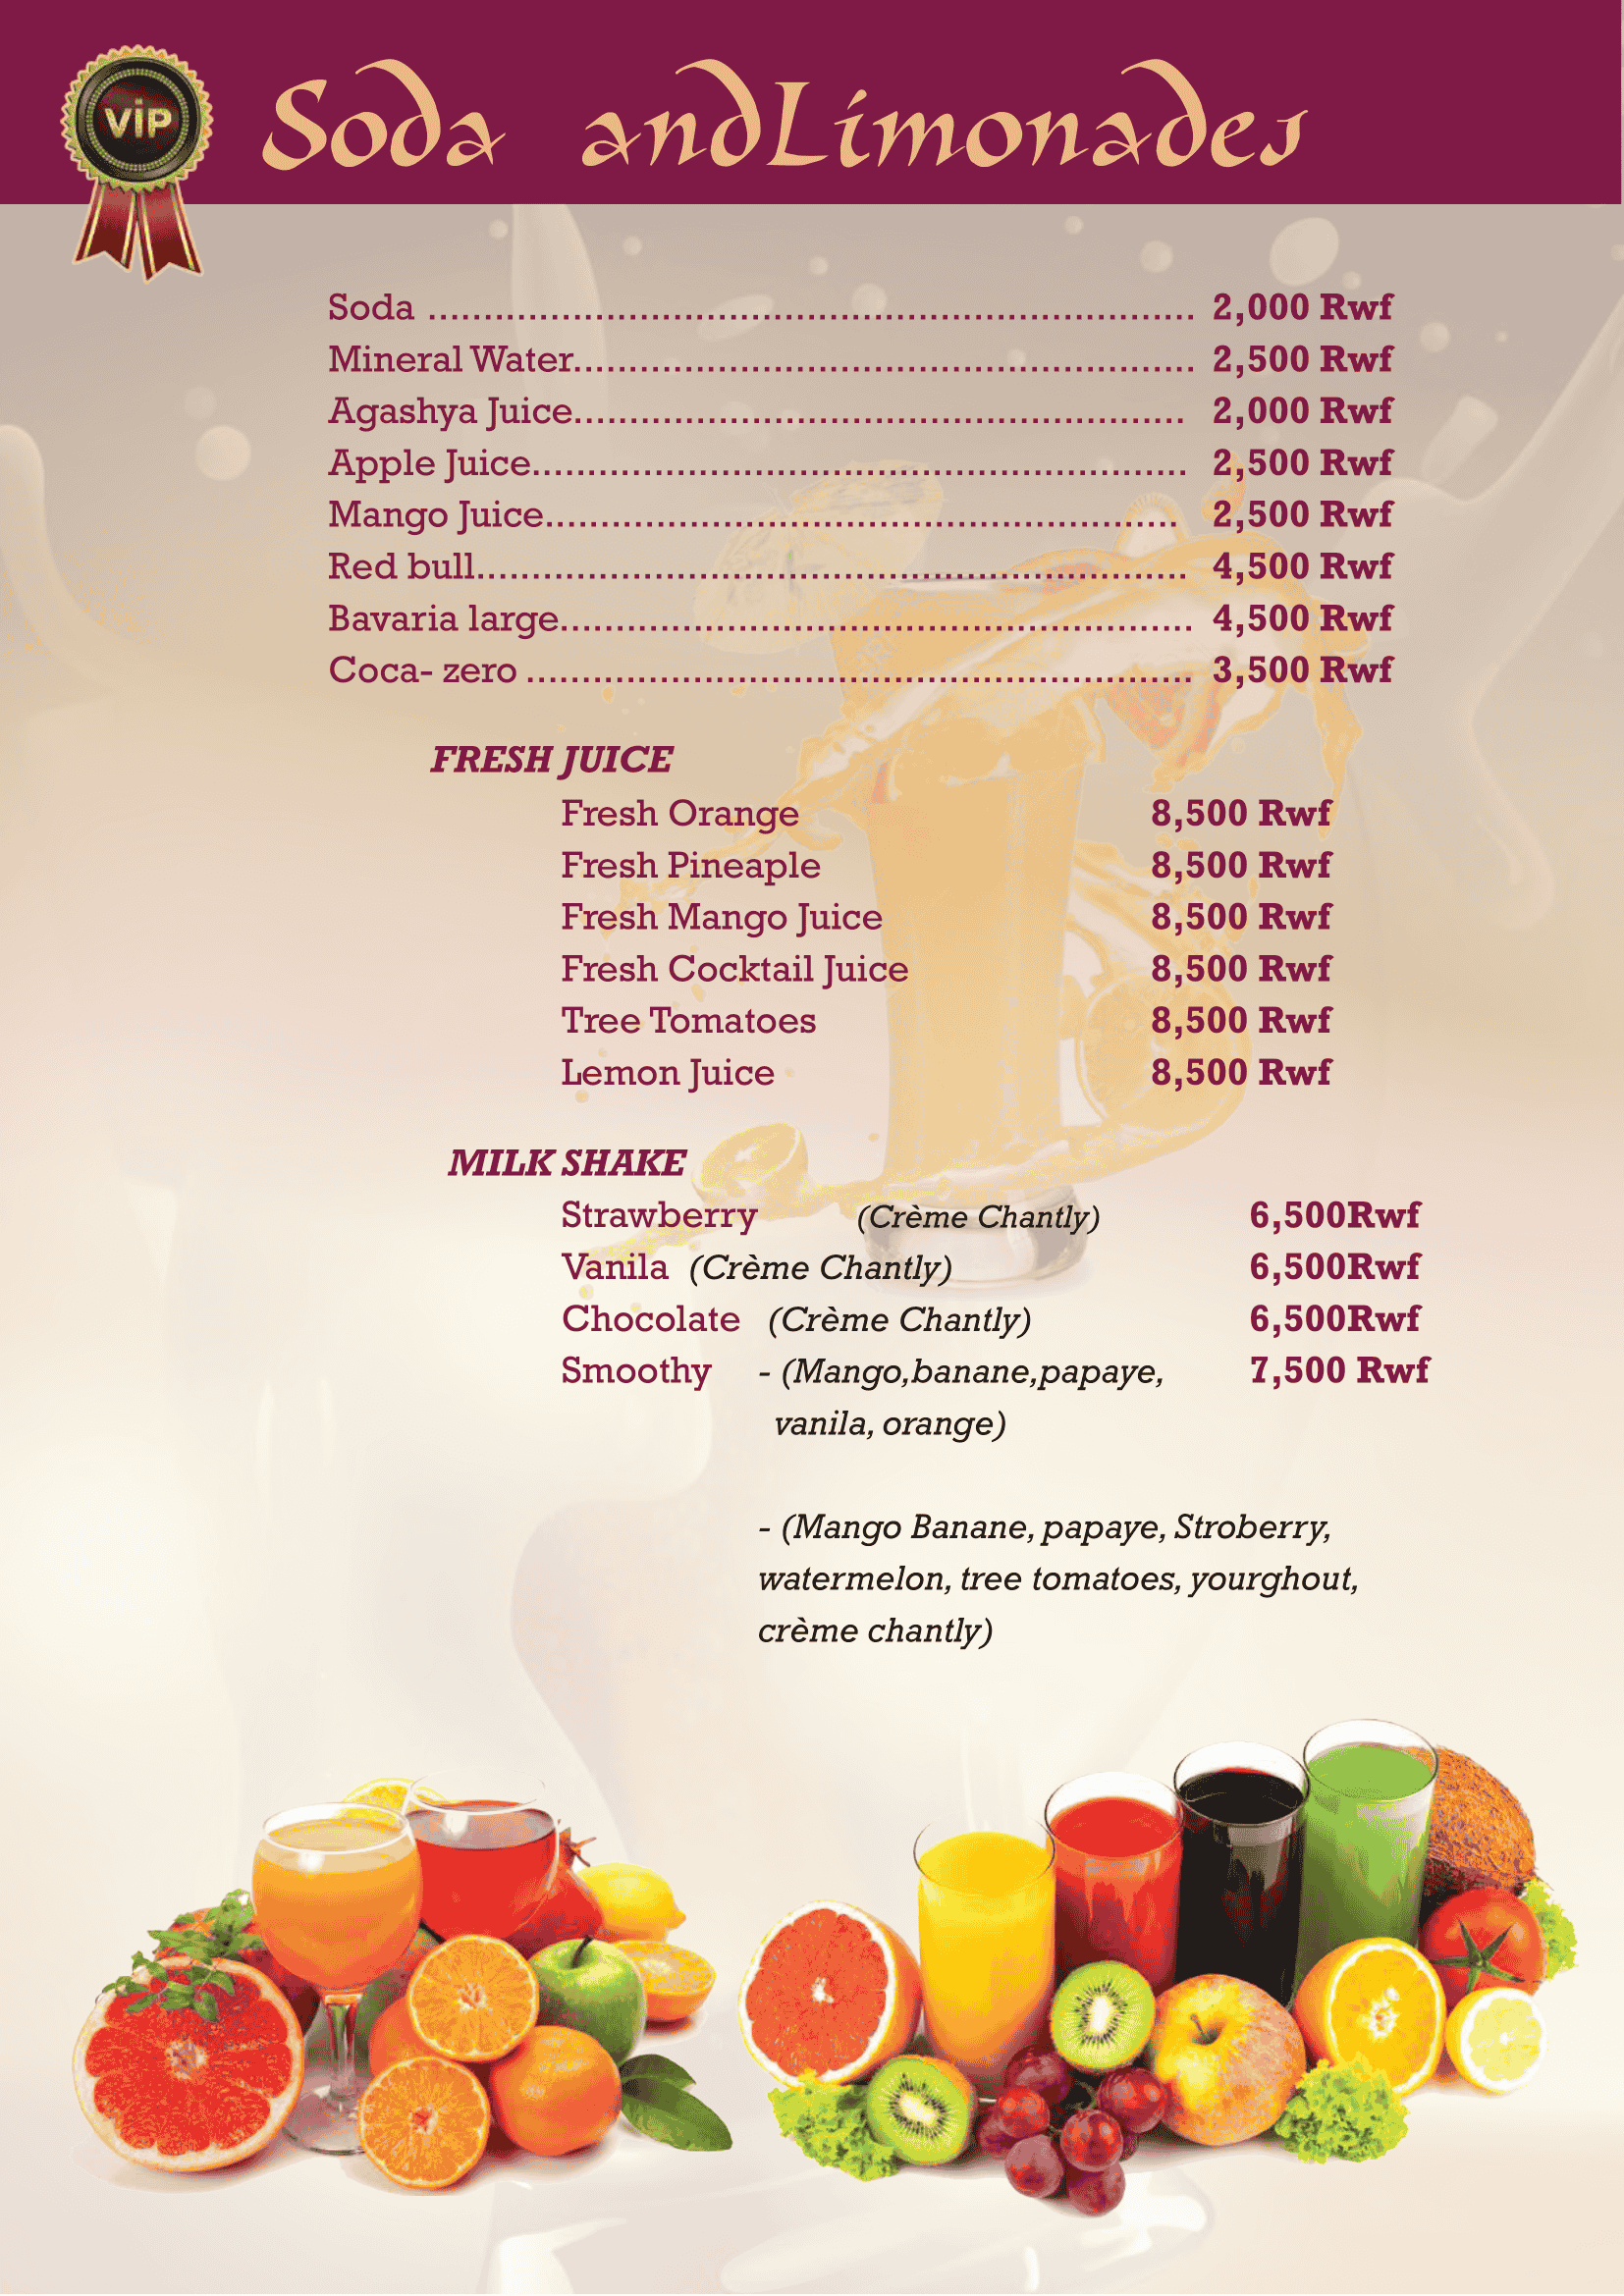 ViP
Soda andLimonades
Soda ........................................................................ 2,000 Rwf
Mineral Water.......................................................... 2,500 Rwf
Agashya Juice......................................................... 2,000 Rwf
Apple Juice............................................................. 2,500 Rwf
Mango Juice........................................................... 2,500 Rwf
Red bull.................................................................. 4,500 Rwf
Bavaria large........................................................... 4,500 Rwf
Coca- zero .............................................................. 3,500 Rwf
FRESH JUICE
Fresh Orange 8,500 Rwf
Fresh Pineaple 8,500 Rwf
Fresh Mango Juice 8,500 Rwf
Fresh Cocktail Juice 8,500 Rwf
Tree Tomatoes 8,500 Rwf
Lemon Juice 8,500 Rwf
MILK SHAKE
Strawberry (Crème Chantly) 6,500Rwf
Vanila (Crème Chantly) 6,500Rwf
Chocolate (Crème Chantly) 6,500Rwf
Smoothy - (Mango,banane,papaye, 7,500 Rwf
vanila, orange)
- (Mango Banane, papaye, Stroberry,
watermelon, tree tomatoes, yourghout,
crème chantly)